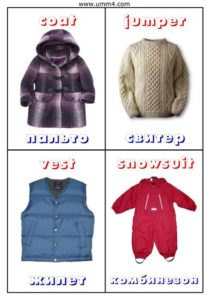 www.umm4.com
coat
jumper
пальто
свитер
vest
snowsuit
жилет
комбинезон